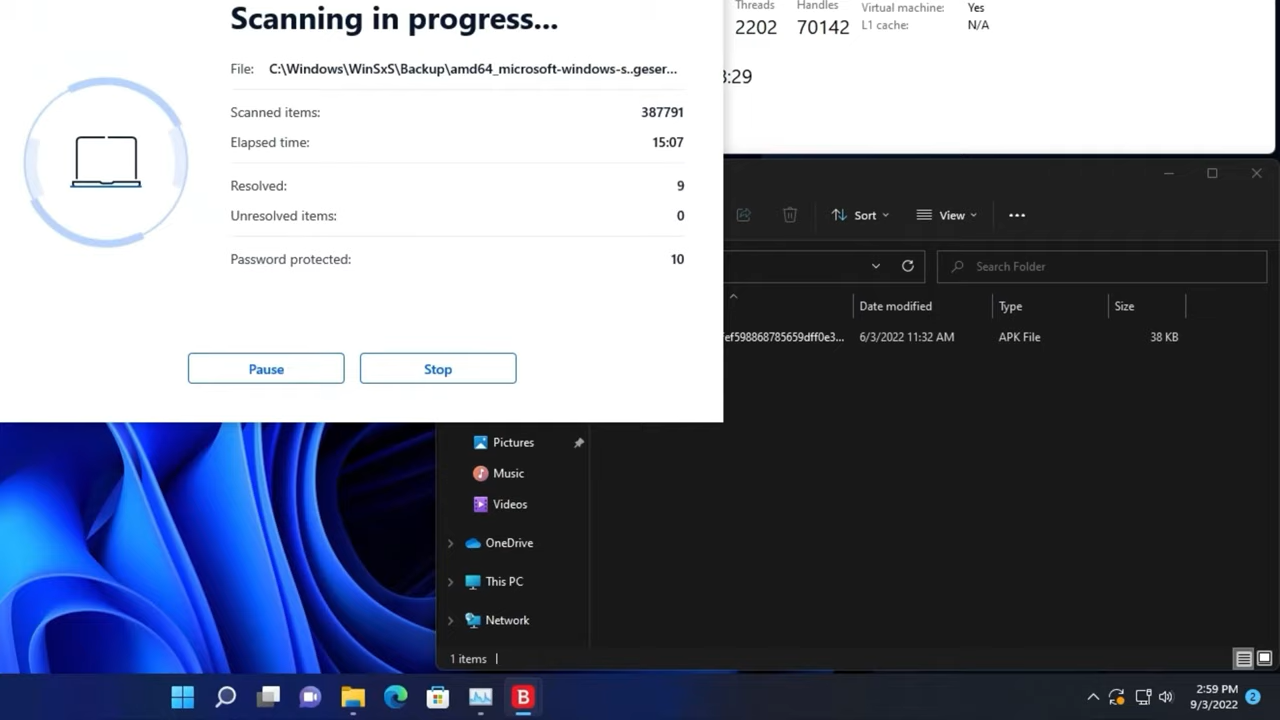 Scanning in progress...
File: C:\Windows\WinSxS\Backup\amd64_microsoft-windows-s..geser...
Scanned items: 387791
Elapsed time: 15:07
Resolved: 9
Unresolved items: 0
Password protected: 10
Pause Stop
Threads Handles Virtual machine: Yes
2202 70142 L1 cache: N/A
:29
Sort View
Search Folder
Date modified Type Size
ef598868785659dff0e3... 6/3/2022 11:32 AM APK File 38 KB
Pictures
Music
Videos
OneDrive
This PC
Network
1 items
B
2:59 PM
9/3/2022 2